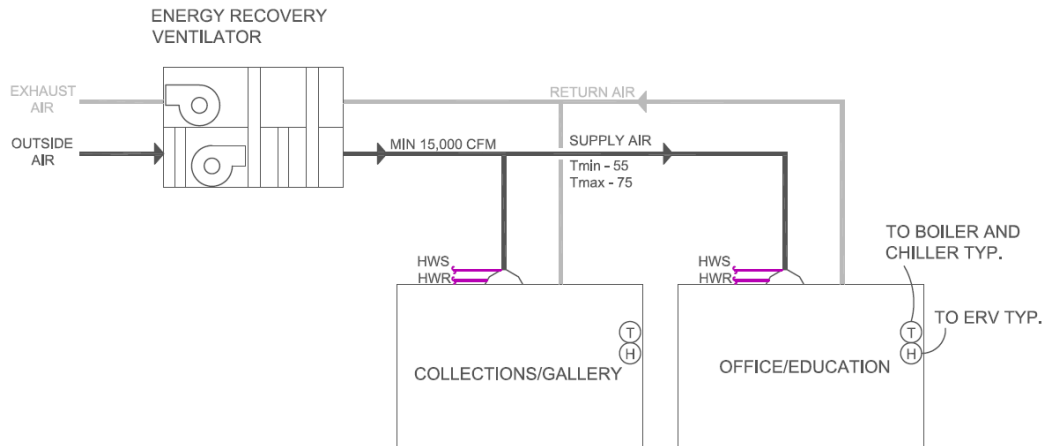 ENERGY RECOVERY
VENTILATOR
EXHAUST
AIR
RETURN AIR
OUTSIDE
AIR
MIN 15,000 CFM
SUPPLY AIR
Tmin - 55
Tmax - 75
TO BOILER AND
CHILLER TYP.
HWS
HWR
HWS
HWR
TO ERV TYP.
T
H
T
H
COLLECTIONS/GALLERY
OFFICE/EDUCATION